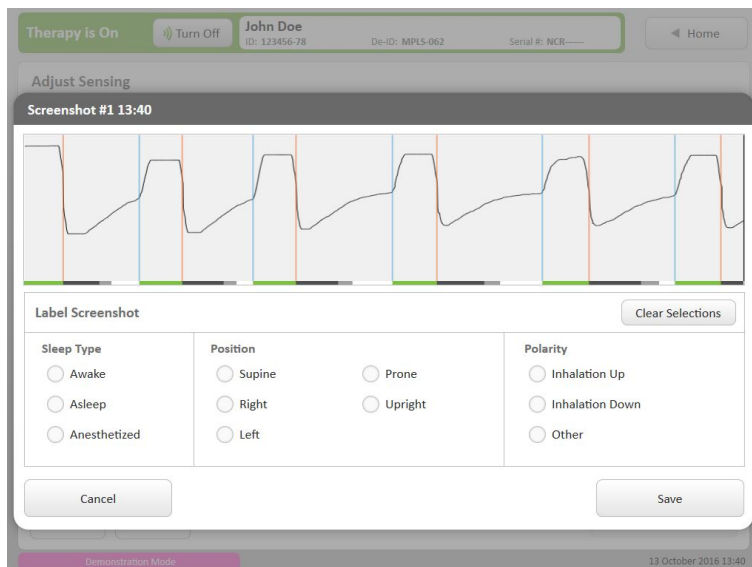 Therapy is On
Turn Off
John Doe
ID: 123456-78 De-ID: MPLS-062 Serial #: NCR------
Home
Adjust Sensing
Screenshot #1 13:40
Label Screenshot
Clear Selections
Sleep Type Position Polarity
Awake Supine Prone Inhalation Up
Asleep Right Upright Inhalation Down
Anesthetized Left Other
Cancel Save
Demonstration Mode 13 October 2016 13:40